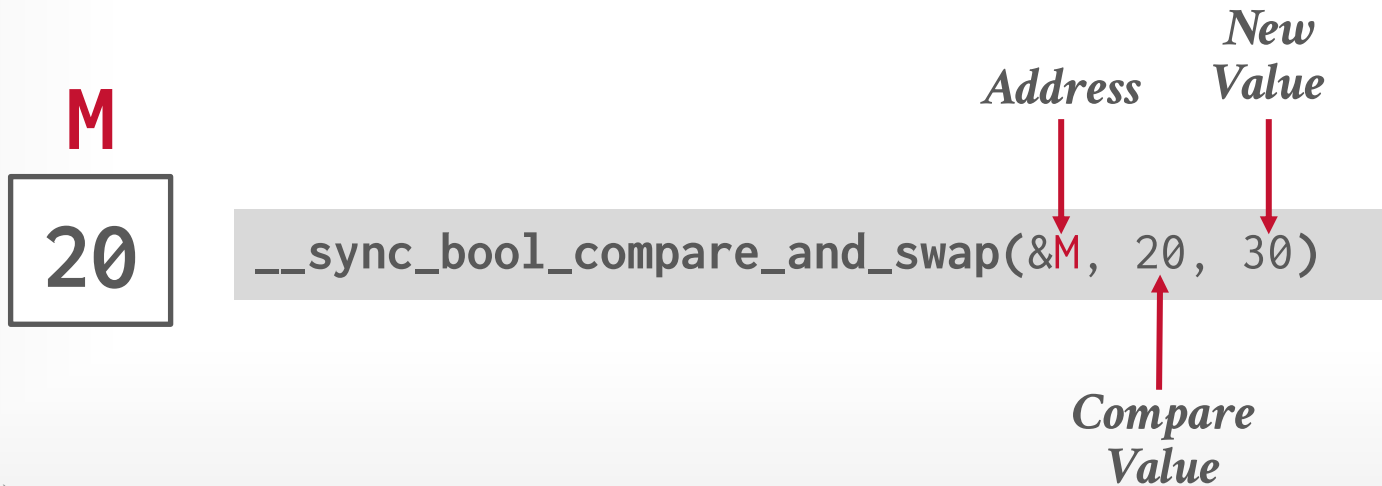 New
Value
Address
M
20
__sync_bool_compare_and_swap(&M, 20, 30)
Compare
Value